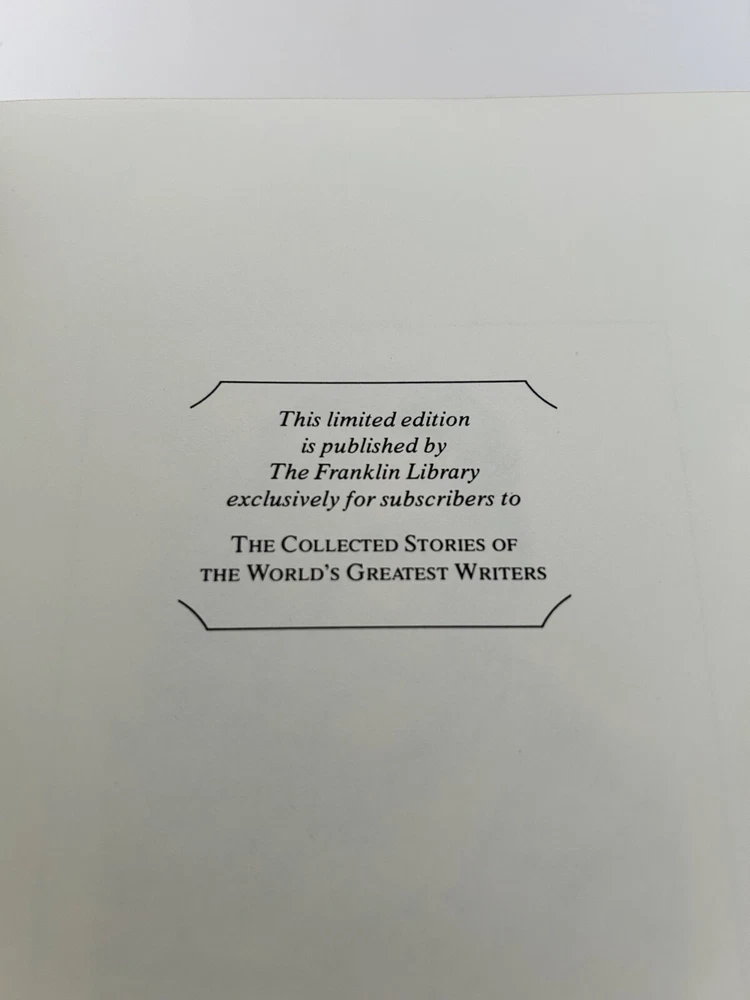 This limited edition
is published by
The Franklin Library
exclusively for subscribers to
THE COLLECTED STORIES OF
THE WORLD'S GREATEST WRITERS